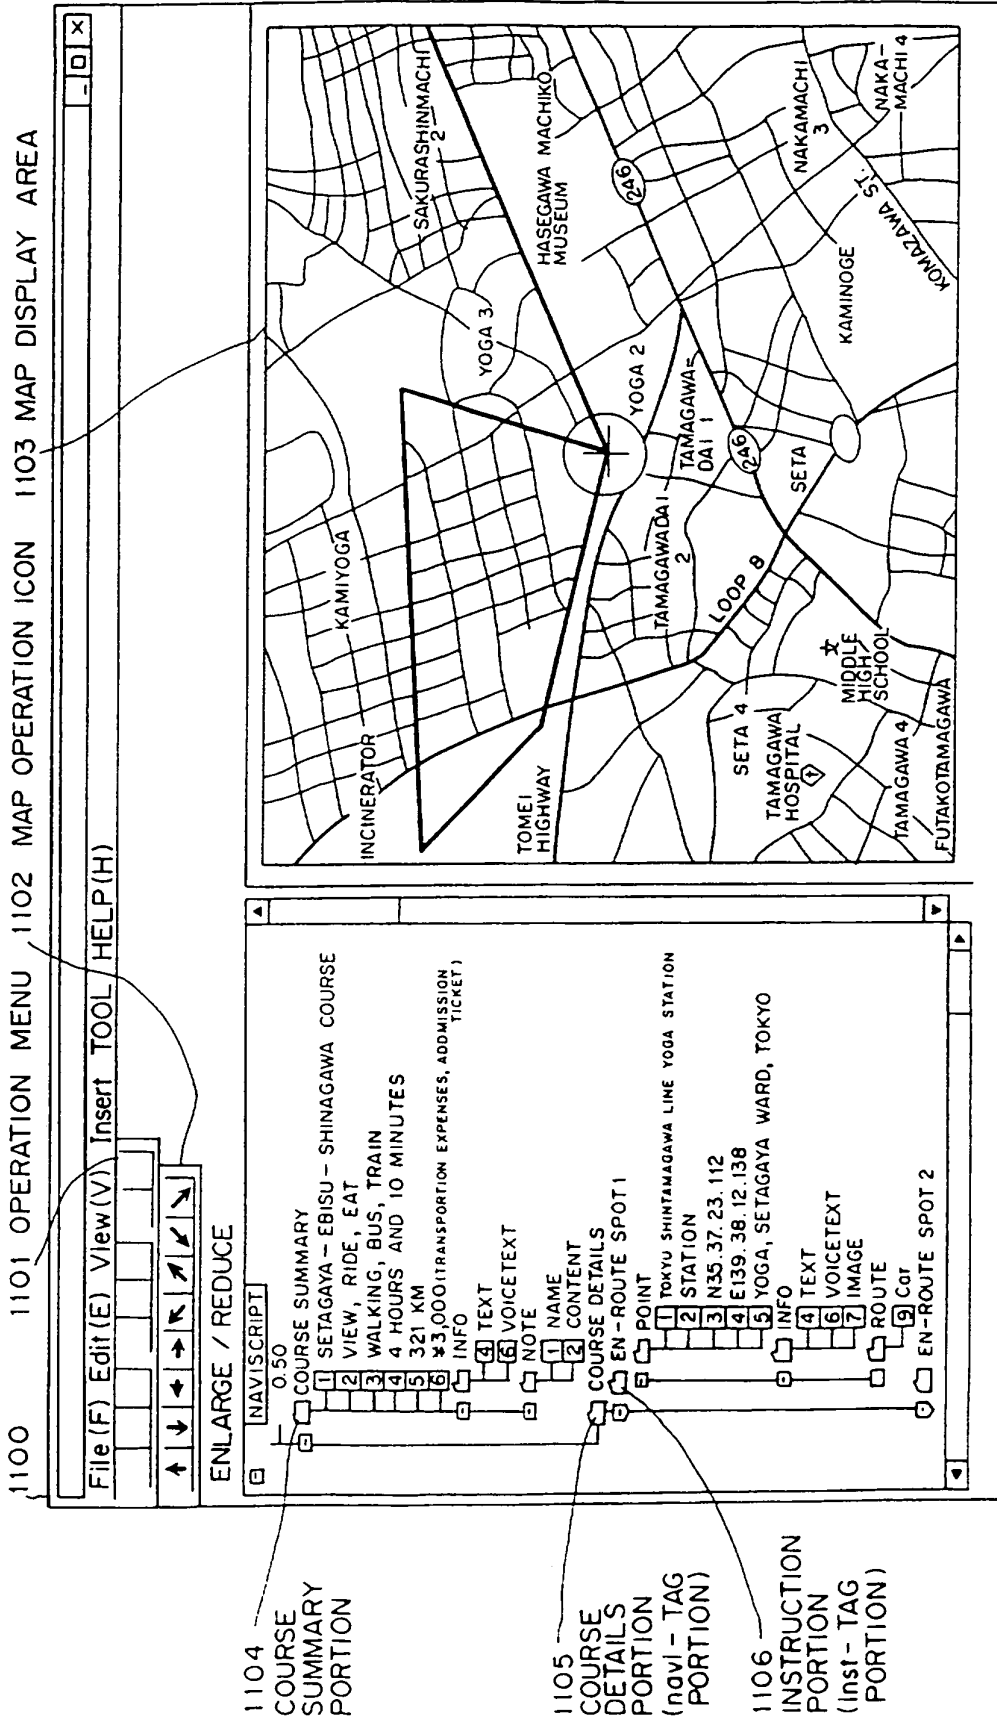 1100
1101 OPERATION MENU
1102 MAP OPERATION ICON
1103 MAP DISPLAY AREA
File(F) Edit(E) View(V) Insert TOOL HELP(H)
ENLARGE / REDUCE
NAVISCRIPT
0.50
COURSE SUMMARY
1 SETAGAYA-EBISU-SHINAGAWA COURSE
2 VIEW, RIDE, EAT
3 WALKING, BUS, TRAIN
4 4 HOURS AND 10 MINUTES
5 321 KM
6 ¥3,000(TRANSPORTION EXPENSES, ADDMISSION TICKET)
INFO
4 TEXT
6 VOICETEXT
NOTE
1 NAME
2 CONTENT
COURSE DETAILS
EN-ROUTE SPOT 1
POINT
1 TOKYU SHINTAMAGAWA LINE YOGA STATION
2 STATION
3 N35.37.23.112
4 E139.38.12.138
5 YOGA, SETAGAYA WARD, TOKYO
INFO
4 TEXT
6 VOICETEXT
7 IMAGE
ROUTE
9 Car
EN-ROUTE SPOT 2
1104
COURSE
SUMMARY
PORTION
1105
COURSE
DETAILS
PORTION
(navi-TAG
PORTION)
1106
INSTRUCTION
PORTION
(Inst-TAG
PORTION)
INCINERATOR
KAMIYOGA
YOGA 3
SAKURASHINMACHI
2
HASEGAWA MACHIKO
MUSEUM
TOMEI
HIGHWAY
YOGA 2
246
TAMAGAWADAI
2
TAMAGAWA=
DAI 1
LOOP 8
246
SETA
SETA 4
TAMAGAWA
HOSPITAL
文
MIDDLE
HIGH
SCHOOL
KAMINOGE
NAKAMACHI
3
NAKA-
MACHI 4
KOMAZAWA ST.
TAMAGAWA 4
FUTAKOTAMAGAWA